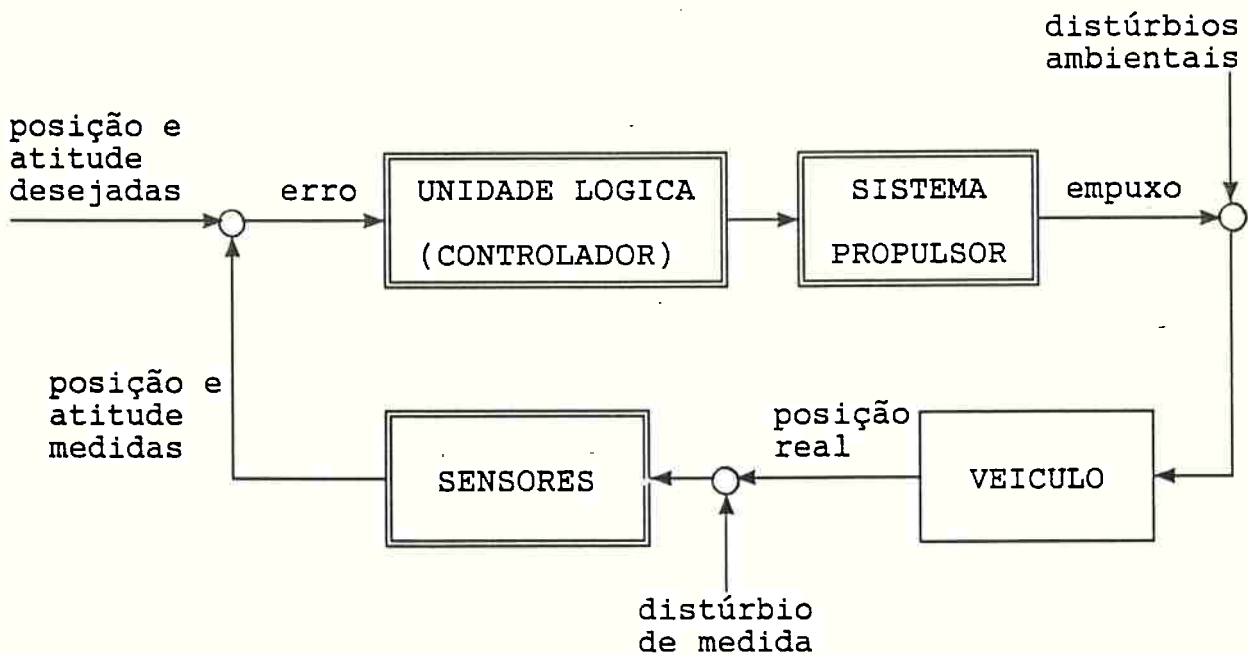 distúrbios
ambientais
posição e
atitude
desejadas
erro
UNIDADE LOGICA
(CONTROLADOR)
SISTEMA
PROPULSOR
empuxo
posição e
atitude
medidas
SENSORES
posição
real
VEICULO
distúrbio
de medida